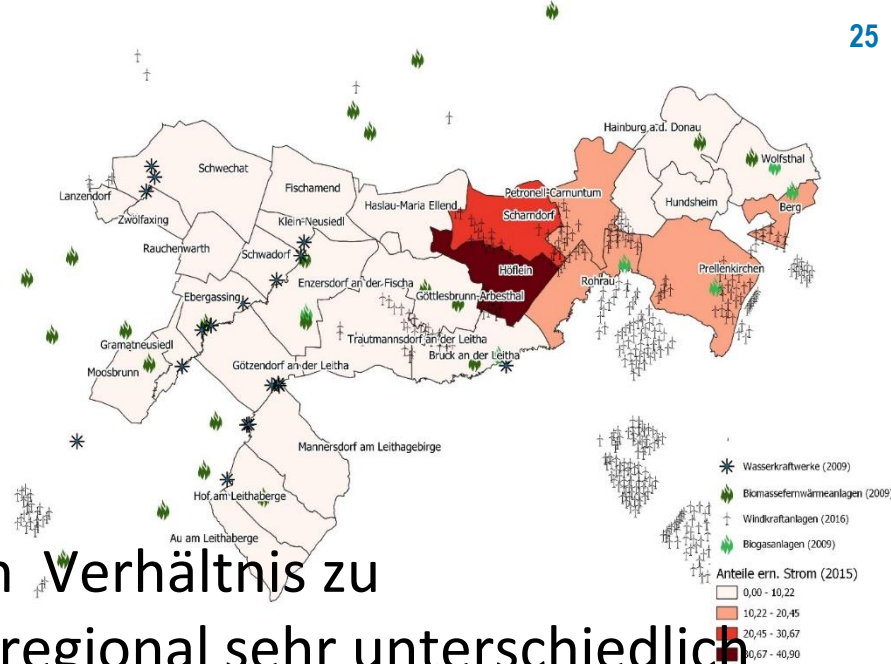 25
Hainburg a.d. Donau
Wolfsthal
Schwechat
Fischamend
Petronell-Carnuntum
Hundsheim
Berg
Lanzendorf
Haslau-Maria Ellend
Scharndorf
Zwölfaxing
Klein-Neusiedl
Rauchenwarth
Schwadorf
Höflein
Prellenkirchen
Enzersdorf an der Fischa
Rohrau
Ebergassing
Göttlesbrunn-Arbesthal
Gramatneusiedl
Trautmannsdorf an der Leitha
Bruck an der Leitha
Moosbrunn
Götzendorf an der Leitha
Mannersdorf am Leithagebirge
Hof am Leithaberge
Au am Leithaberge
Wasserkraftwerke (2009)
Biomassefernwärmeanlagen (2009)
Windkraftanlagen (2016)
Biogasanlagen (2009)
Anteile ern. Strom (2015)
0,00 - 10,22
10,22 - 20,45
20,45 - 30,67
30,67 - 40,90
Verhältnis zu
regional sehr unterschiedlich